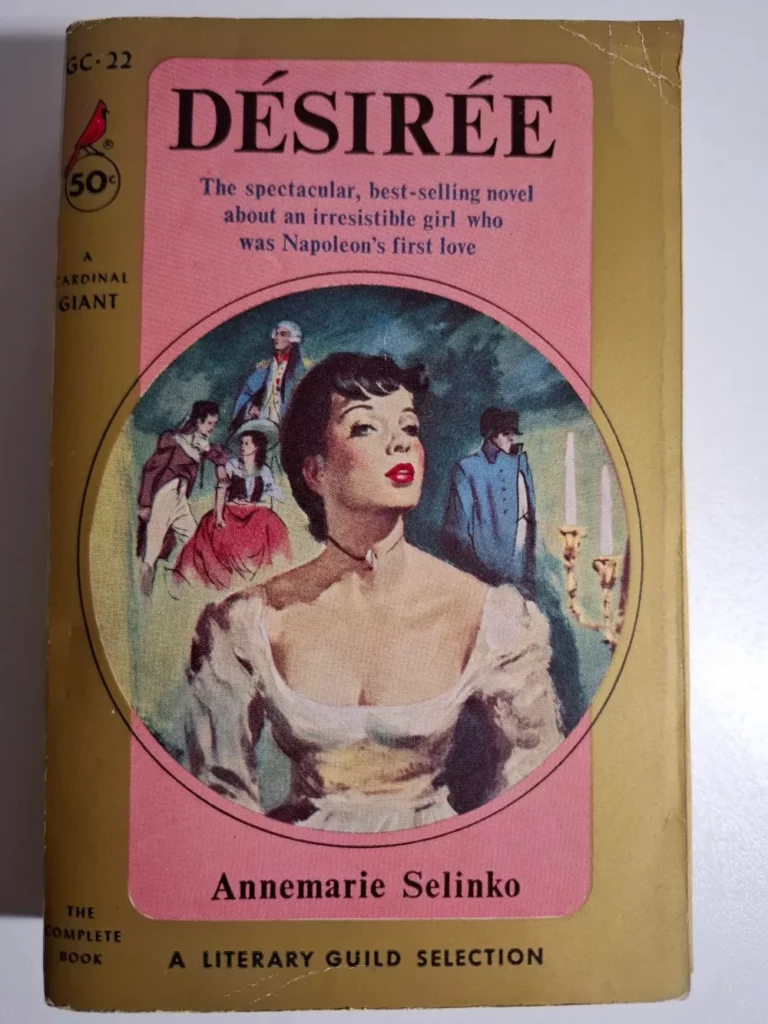 GC·22
DÉSIRÉE
The spectacular, best-selling novel
about an irresistible girl who
was Napoleon's first love
®
50¢
A
CARDINAL
GIANT
Annemarie Selinko
THE
COMPLETE
BOOK
A LITERARY GUILD SELECTION